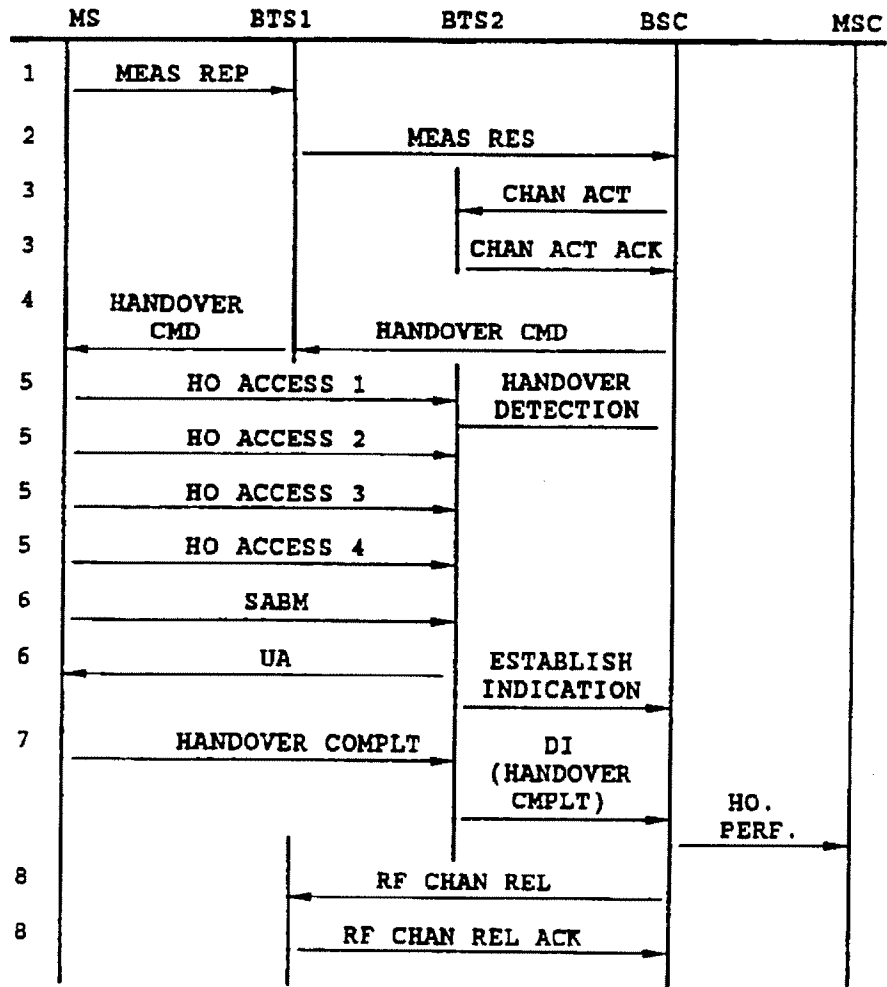 MS BTS1 BTS2 BSC MSC
1 MEAS REP
2 MEAS RES
3 CHAN ACT
3 CHAN ACT ACK
4 HANDOVER
CMD HANDOVER CMD
5 HO ACCESS 1 HANDOVER
DETECTION
5 HO ACCESS 2
5 HO ACCESS 3
5 HO ACCESS 4
6 SABM
6 UA ESTABLISH
INDICATION
7 HANDOVER COMPLT DI
(HANDOVER
CMPLT) HO.
PERF.
8 RF CHAN REL
8 RF CHAN REL ACK